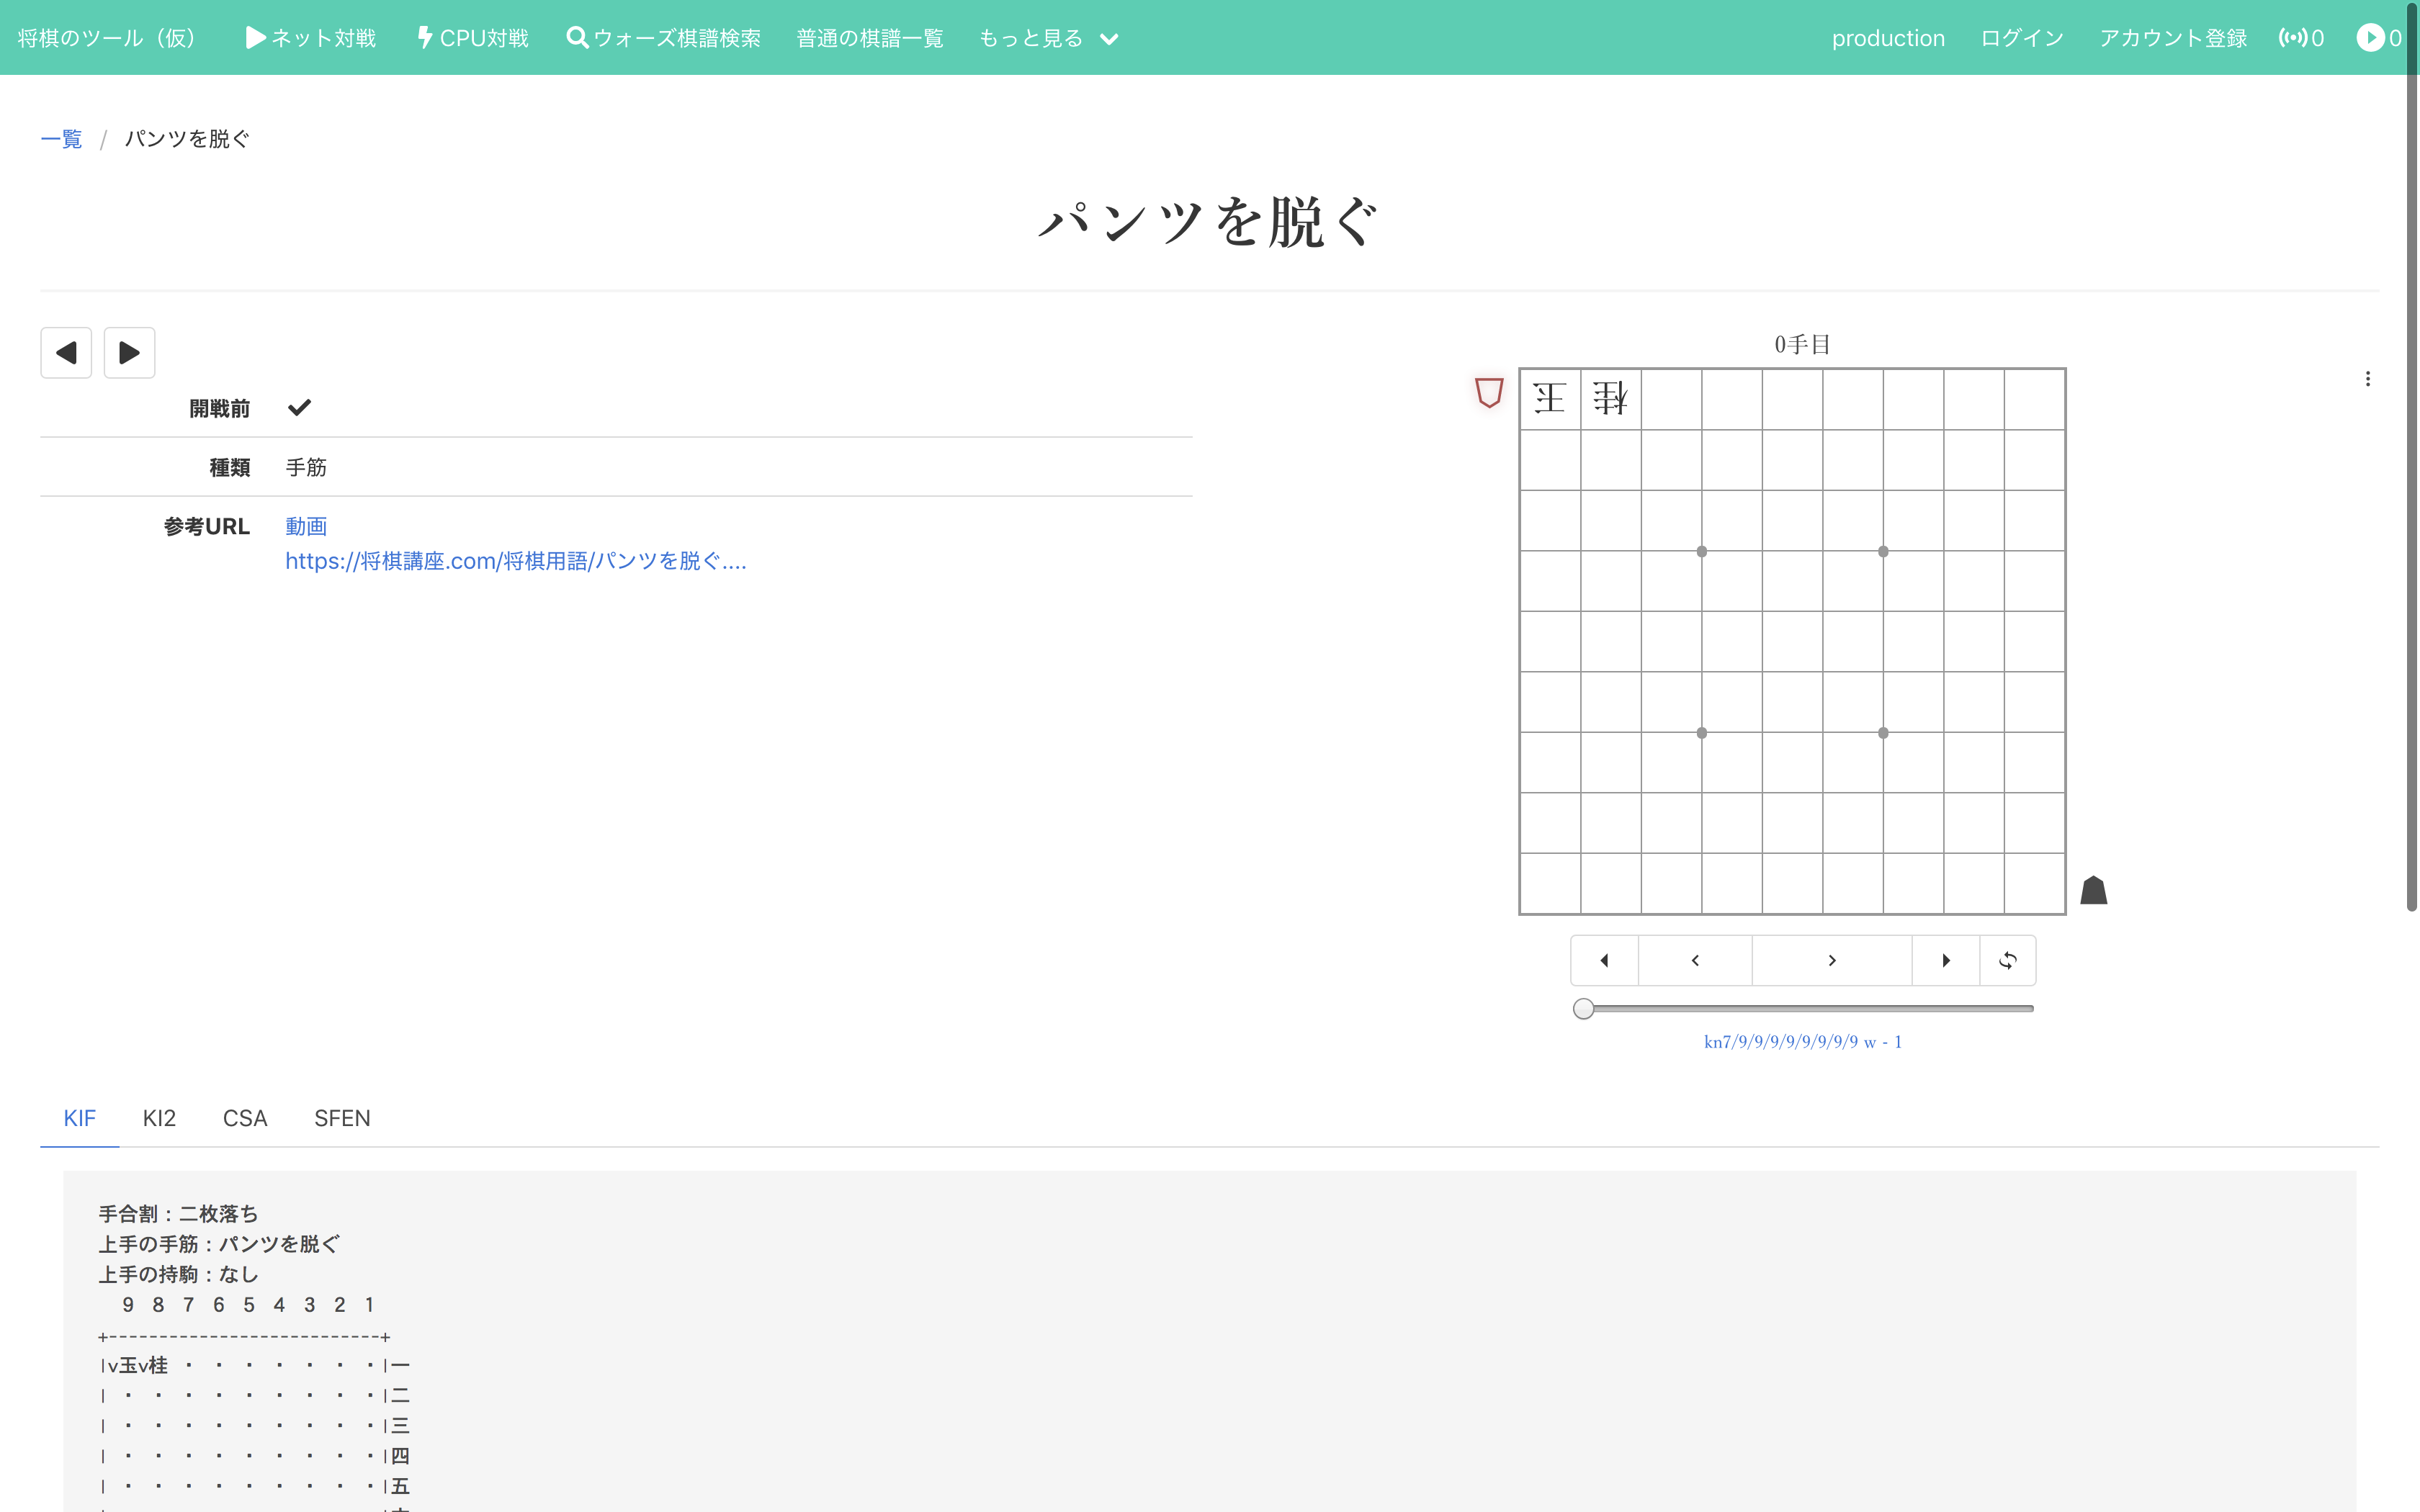 将棋のツール（仮） ネット対戦 CPU対戦 ウォーズ棋譜検索 普通の棋譜一覧 もっと見る production ログイン アカウント登録 0 0
一覧 / パンツを脱ぐ
パンツを脱ぐ
開戦前
種類 手筋
参考URL 動画
https://将棋講座.com/将棋用語/パンツを脱ぐ....
0手目
玉 桂
kn7/9/9/9/9/9/9/9/9 w - 1
KIF KI2 CSA SFEN
手合割：二枚落ち
上手の手筋：パンツを脱ぐ
上手の持駒：なし
9 8 7 6 5 4 3 2 1
+---------------------------+
|v玉v桂 ・ ・ ・ ・ ・ ・ ・|一
| ・ ・ ・ ・ ・ ・ ・ ・ ・|二
| ・ ・ ・ ・ ・ ・ ・ ・ ・|三
| ・ ・ ・ ・ ・ ・ ・ ・ ・|四
| ・ ・ ・ ・ ・ ・ ・ ・ ・|五